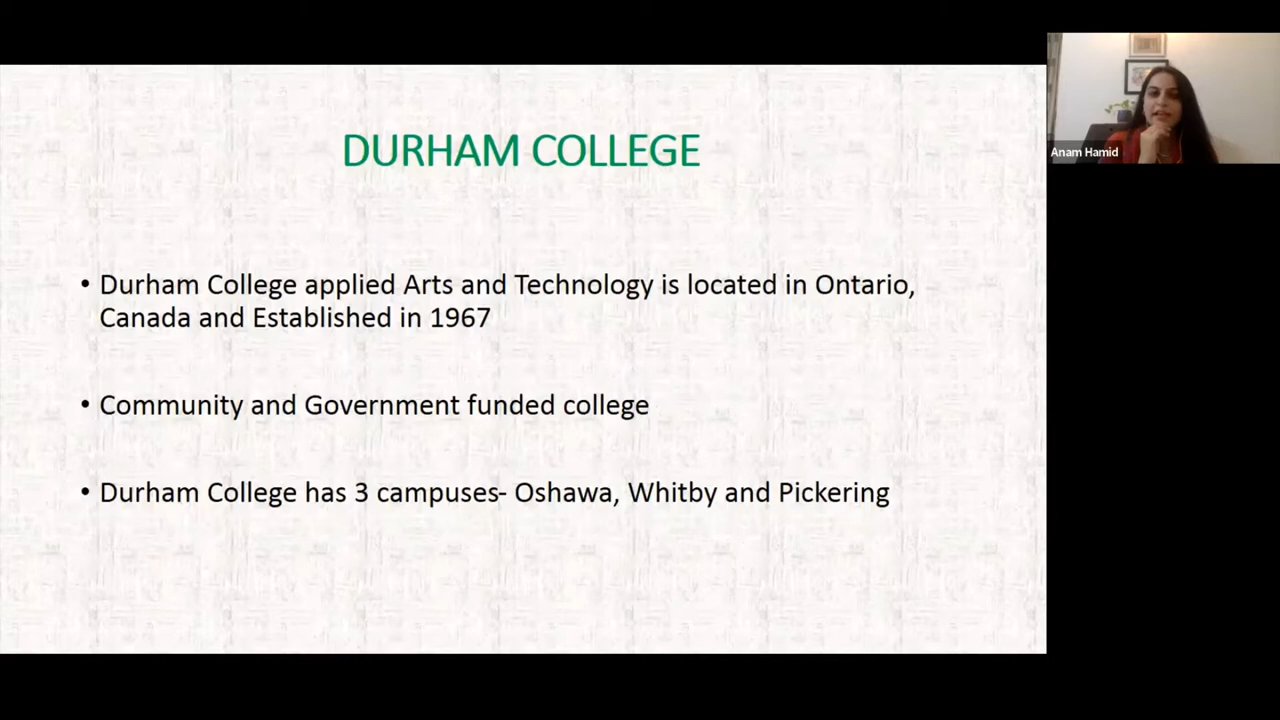 DURHAM COLLEGE
• Durham College applied Arts and Technology is located in Ontario,
Canada and Established in 1967
• Community and Government funded college
• Durham College has 3 campuses- Oshawa, Whitby and Pickering
Anam Hamid